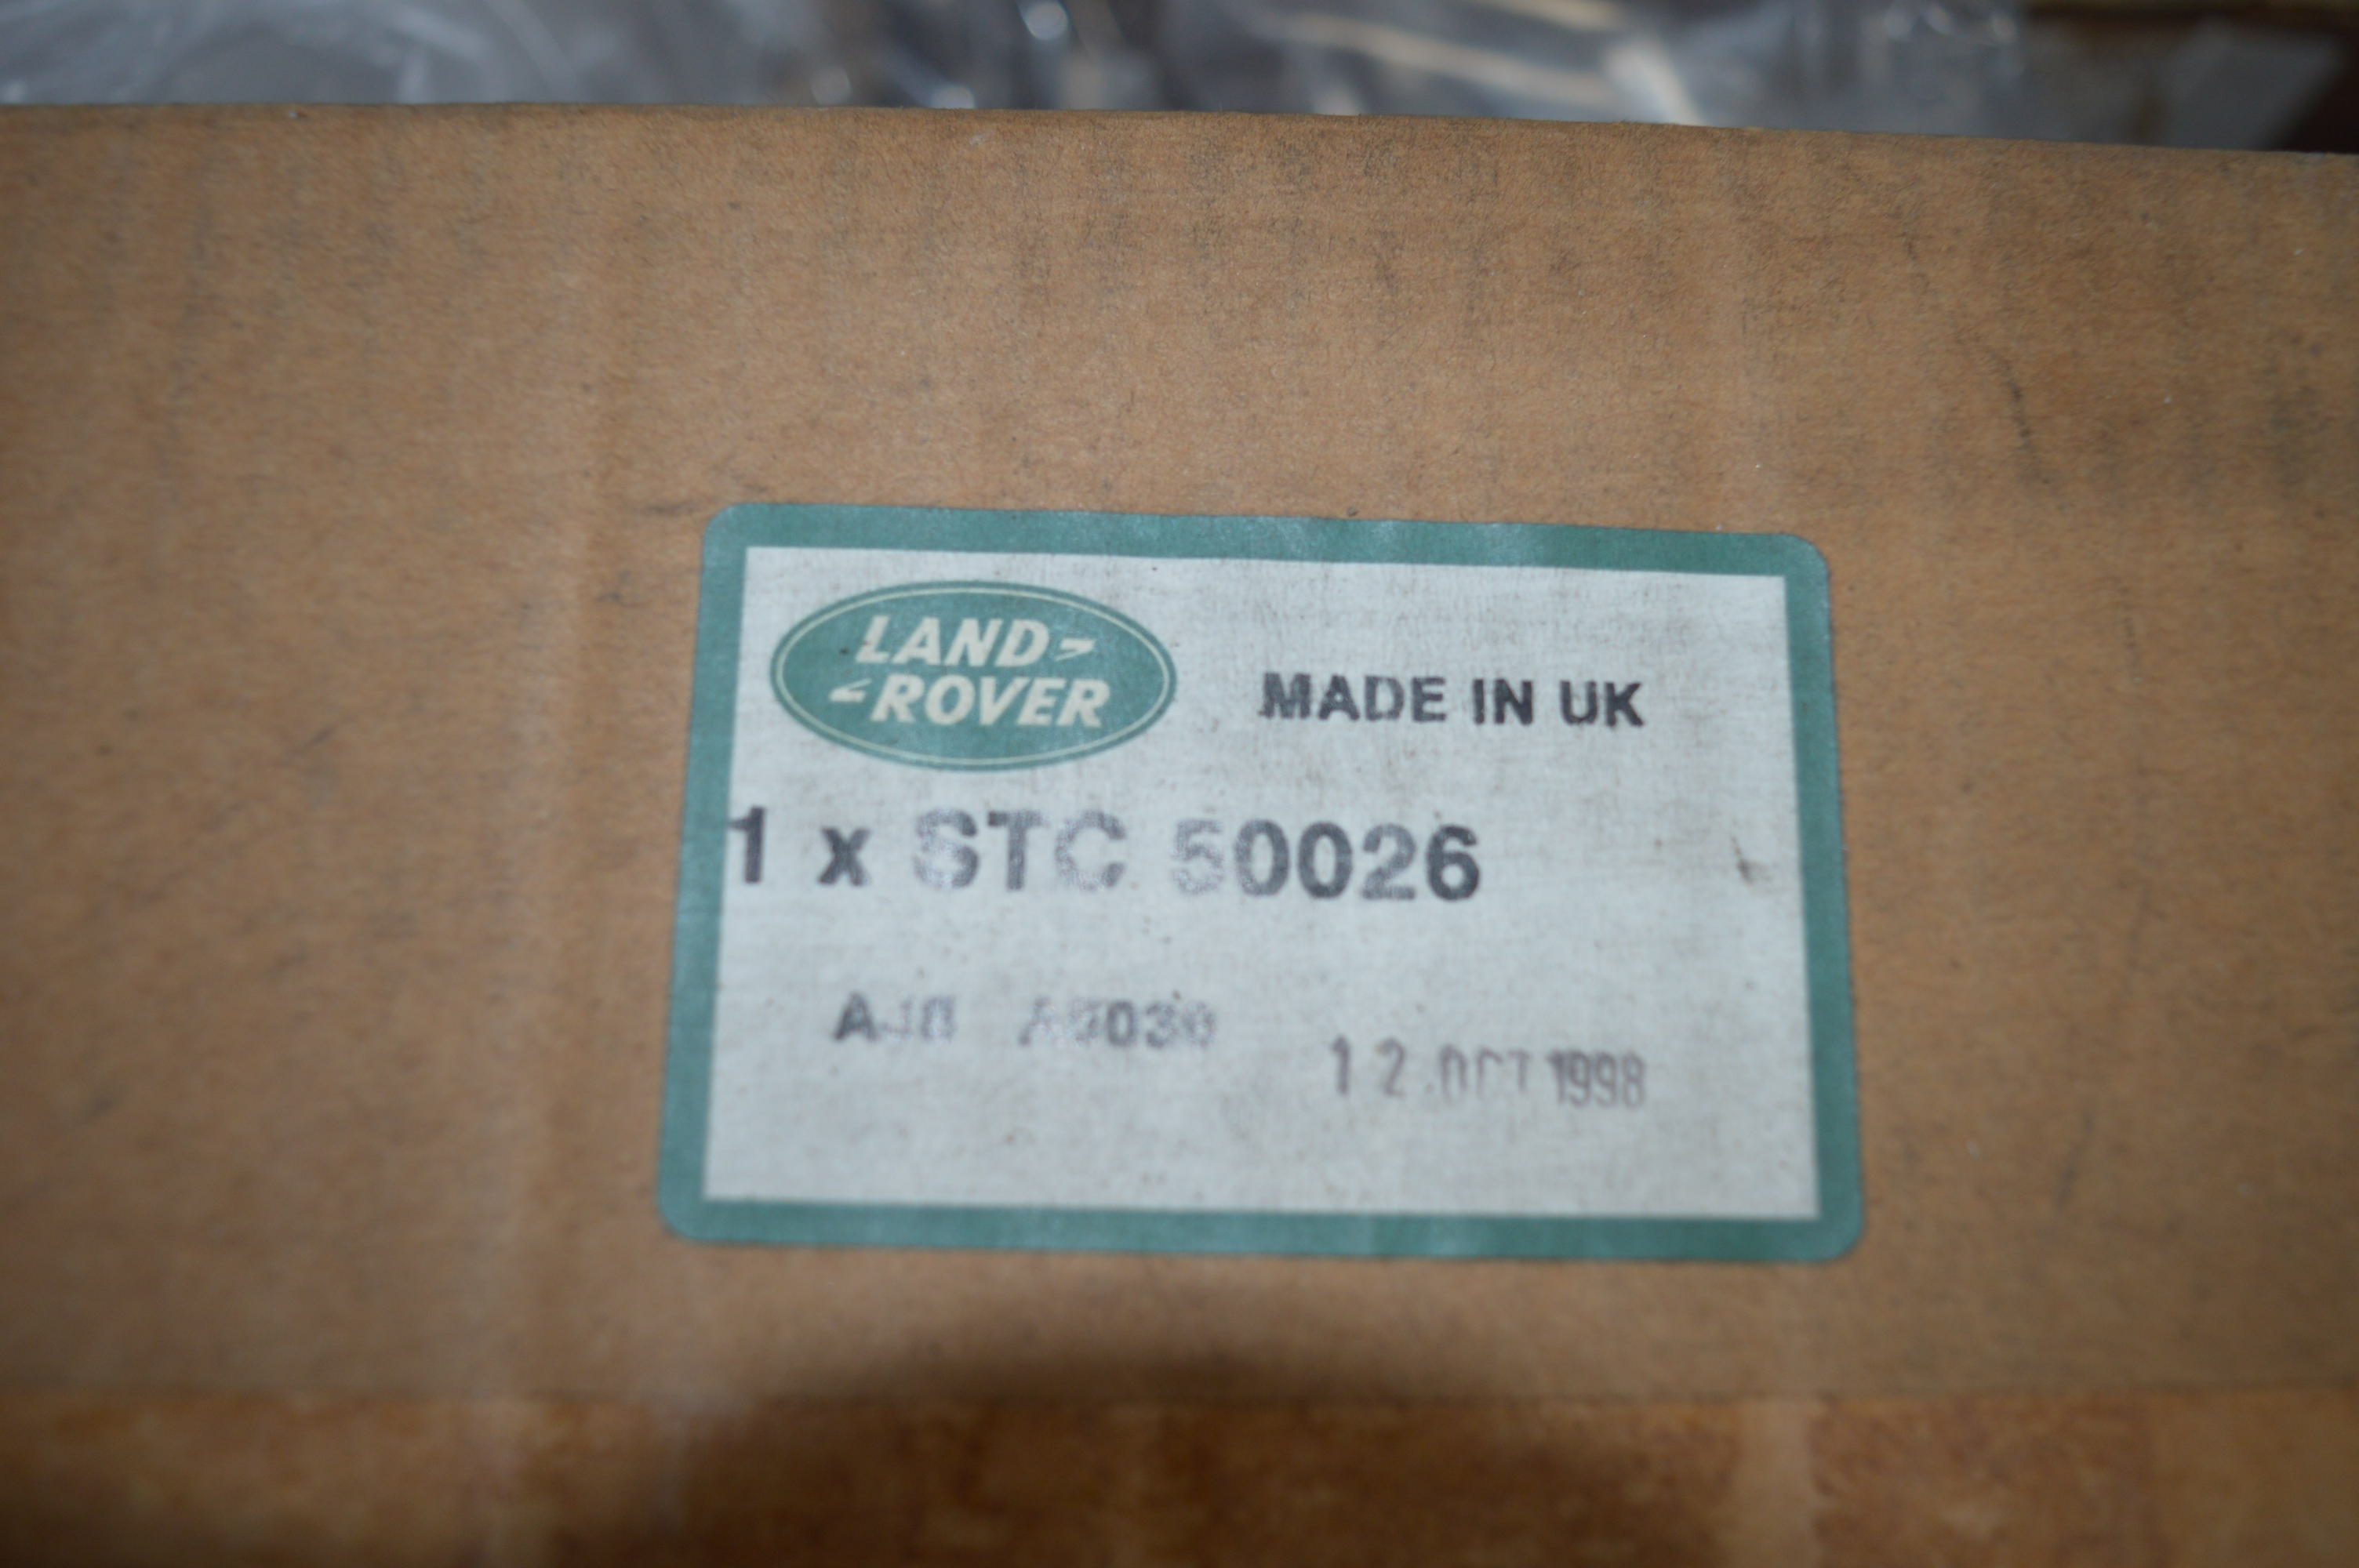 LAND-
-ROVER
MADE IN UK
1 x STC 50026
12 OCT 1998